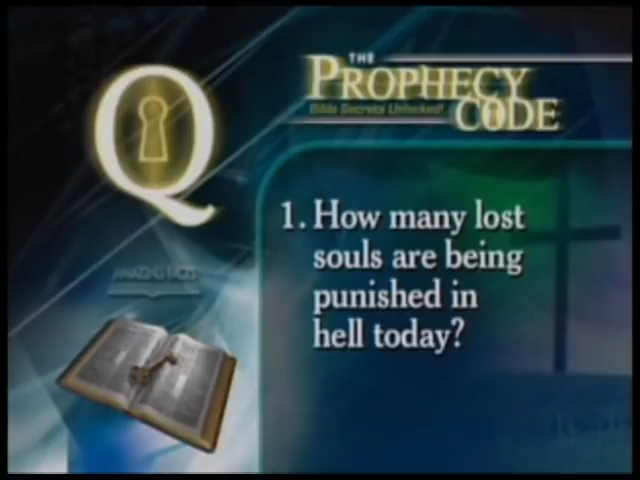 THE
PROPHECY
Bible Secrets Unlocked!
CODE
Q
AMAZING FACTS
1. How many lost
souls are being
punished in
hell today?